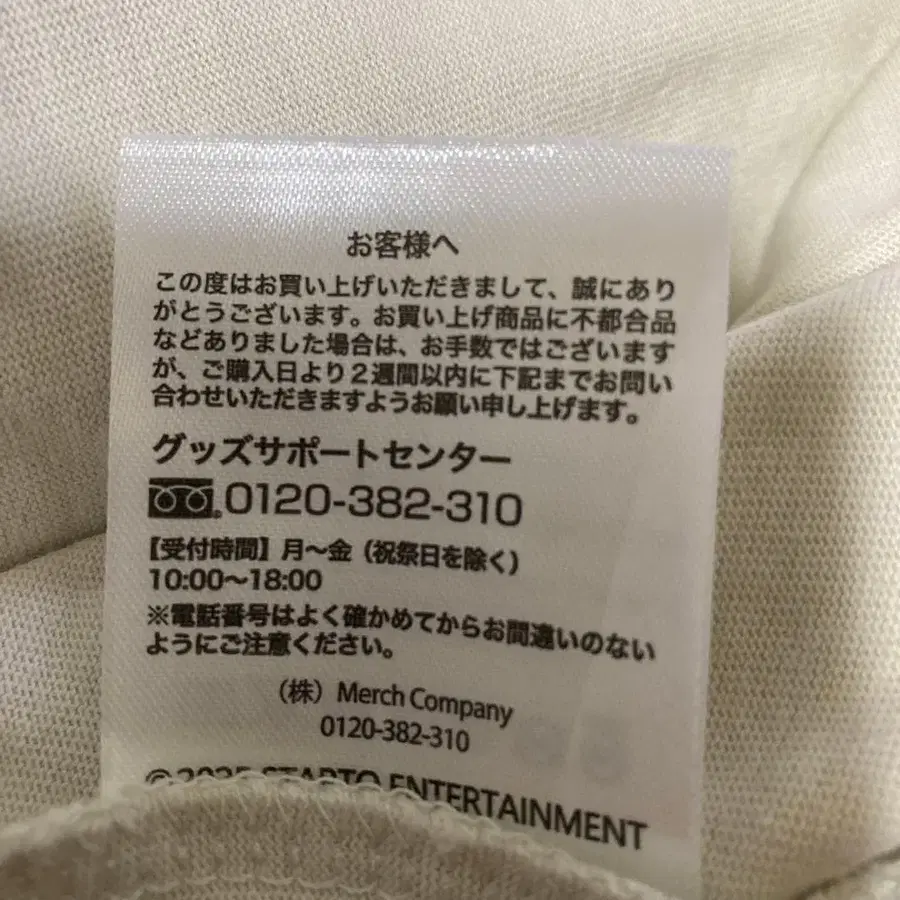 お客様へ
この度はお買い上げいただきまして、誠にあり
がとうございます。お買い上げ商品に不都合品
などありました場合は、お手数ではございます
が、ご購入日より2週間以内に下記までお問い
合わせいただきますようお願い申し上げます。
グッズサポートセンター
0120-382-310
【受付時間】月～金（祝祭日を除く）
10:00～18:00
※電話番号はよく確かめてからお間違いのない
ようにご注意ください。
（株）Merch Company
0120-382-310
©2025 STARTO ENTERTAINMENT